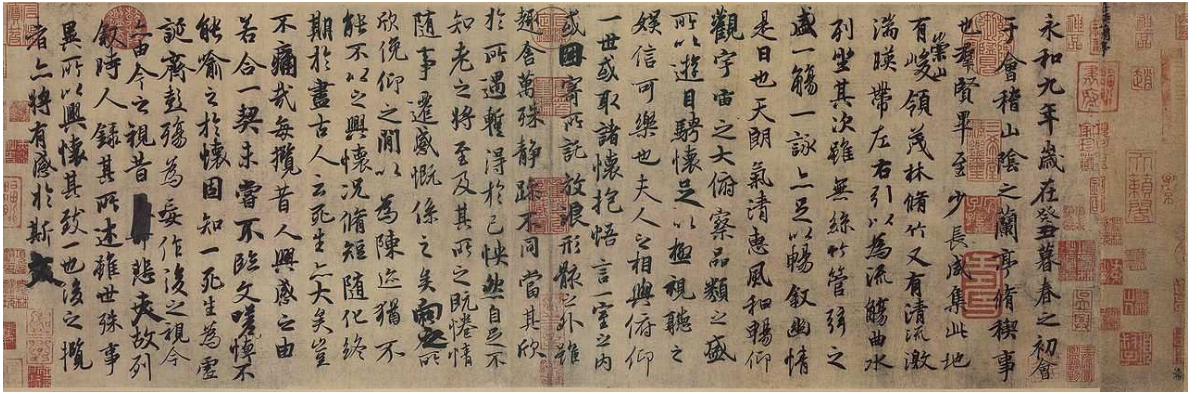 永和九年歲在癸丑暮春之初會
于會稽山陰之蘭亭脩稧事
也羣賢畢至少長咸集此地
有崇山峻領茂林脩竹又有清流激
湍暎帶左右引以為流觴曲水
列坐其次雖無絲竹管弦之
盛一觴一詠亦足以暢叙幽情
是日也天朗氣清惠風和暢仰
觀宇宙之大俯察品類之盛
所以遊目騁懷足以極視聽之
娛信可樂也夫人之相與俯仰
一世或取諸懷抱悟言一室之內
或因寄所託放浪形骸之外雖
趣舍萬殊靜躁不同當其欣
於所遇暫得於己怏然自足不
知老之將至及其所之既惓情
隨事遷感慨係之矣向之所
欣俛仰之閒以為陳迹猶不
能不以之興懷況脩短隨化終
期於盡古人云死生亦大矣豈
不痛哉每攬昔人興感之由
若合一契未嘗不臨文嗟悼不
能喻之於懷固知一死生為虛
誕齊彭殤為妄作後之視今
亦由今之視昔悲夫故列
叙時人錄其所述雖世殊事
異所以興懷其致一也後之攬
者亦將有感於斯文